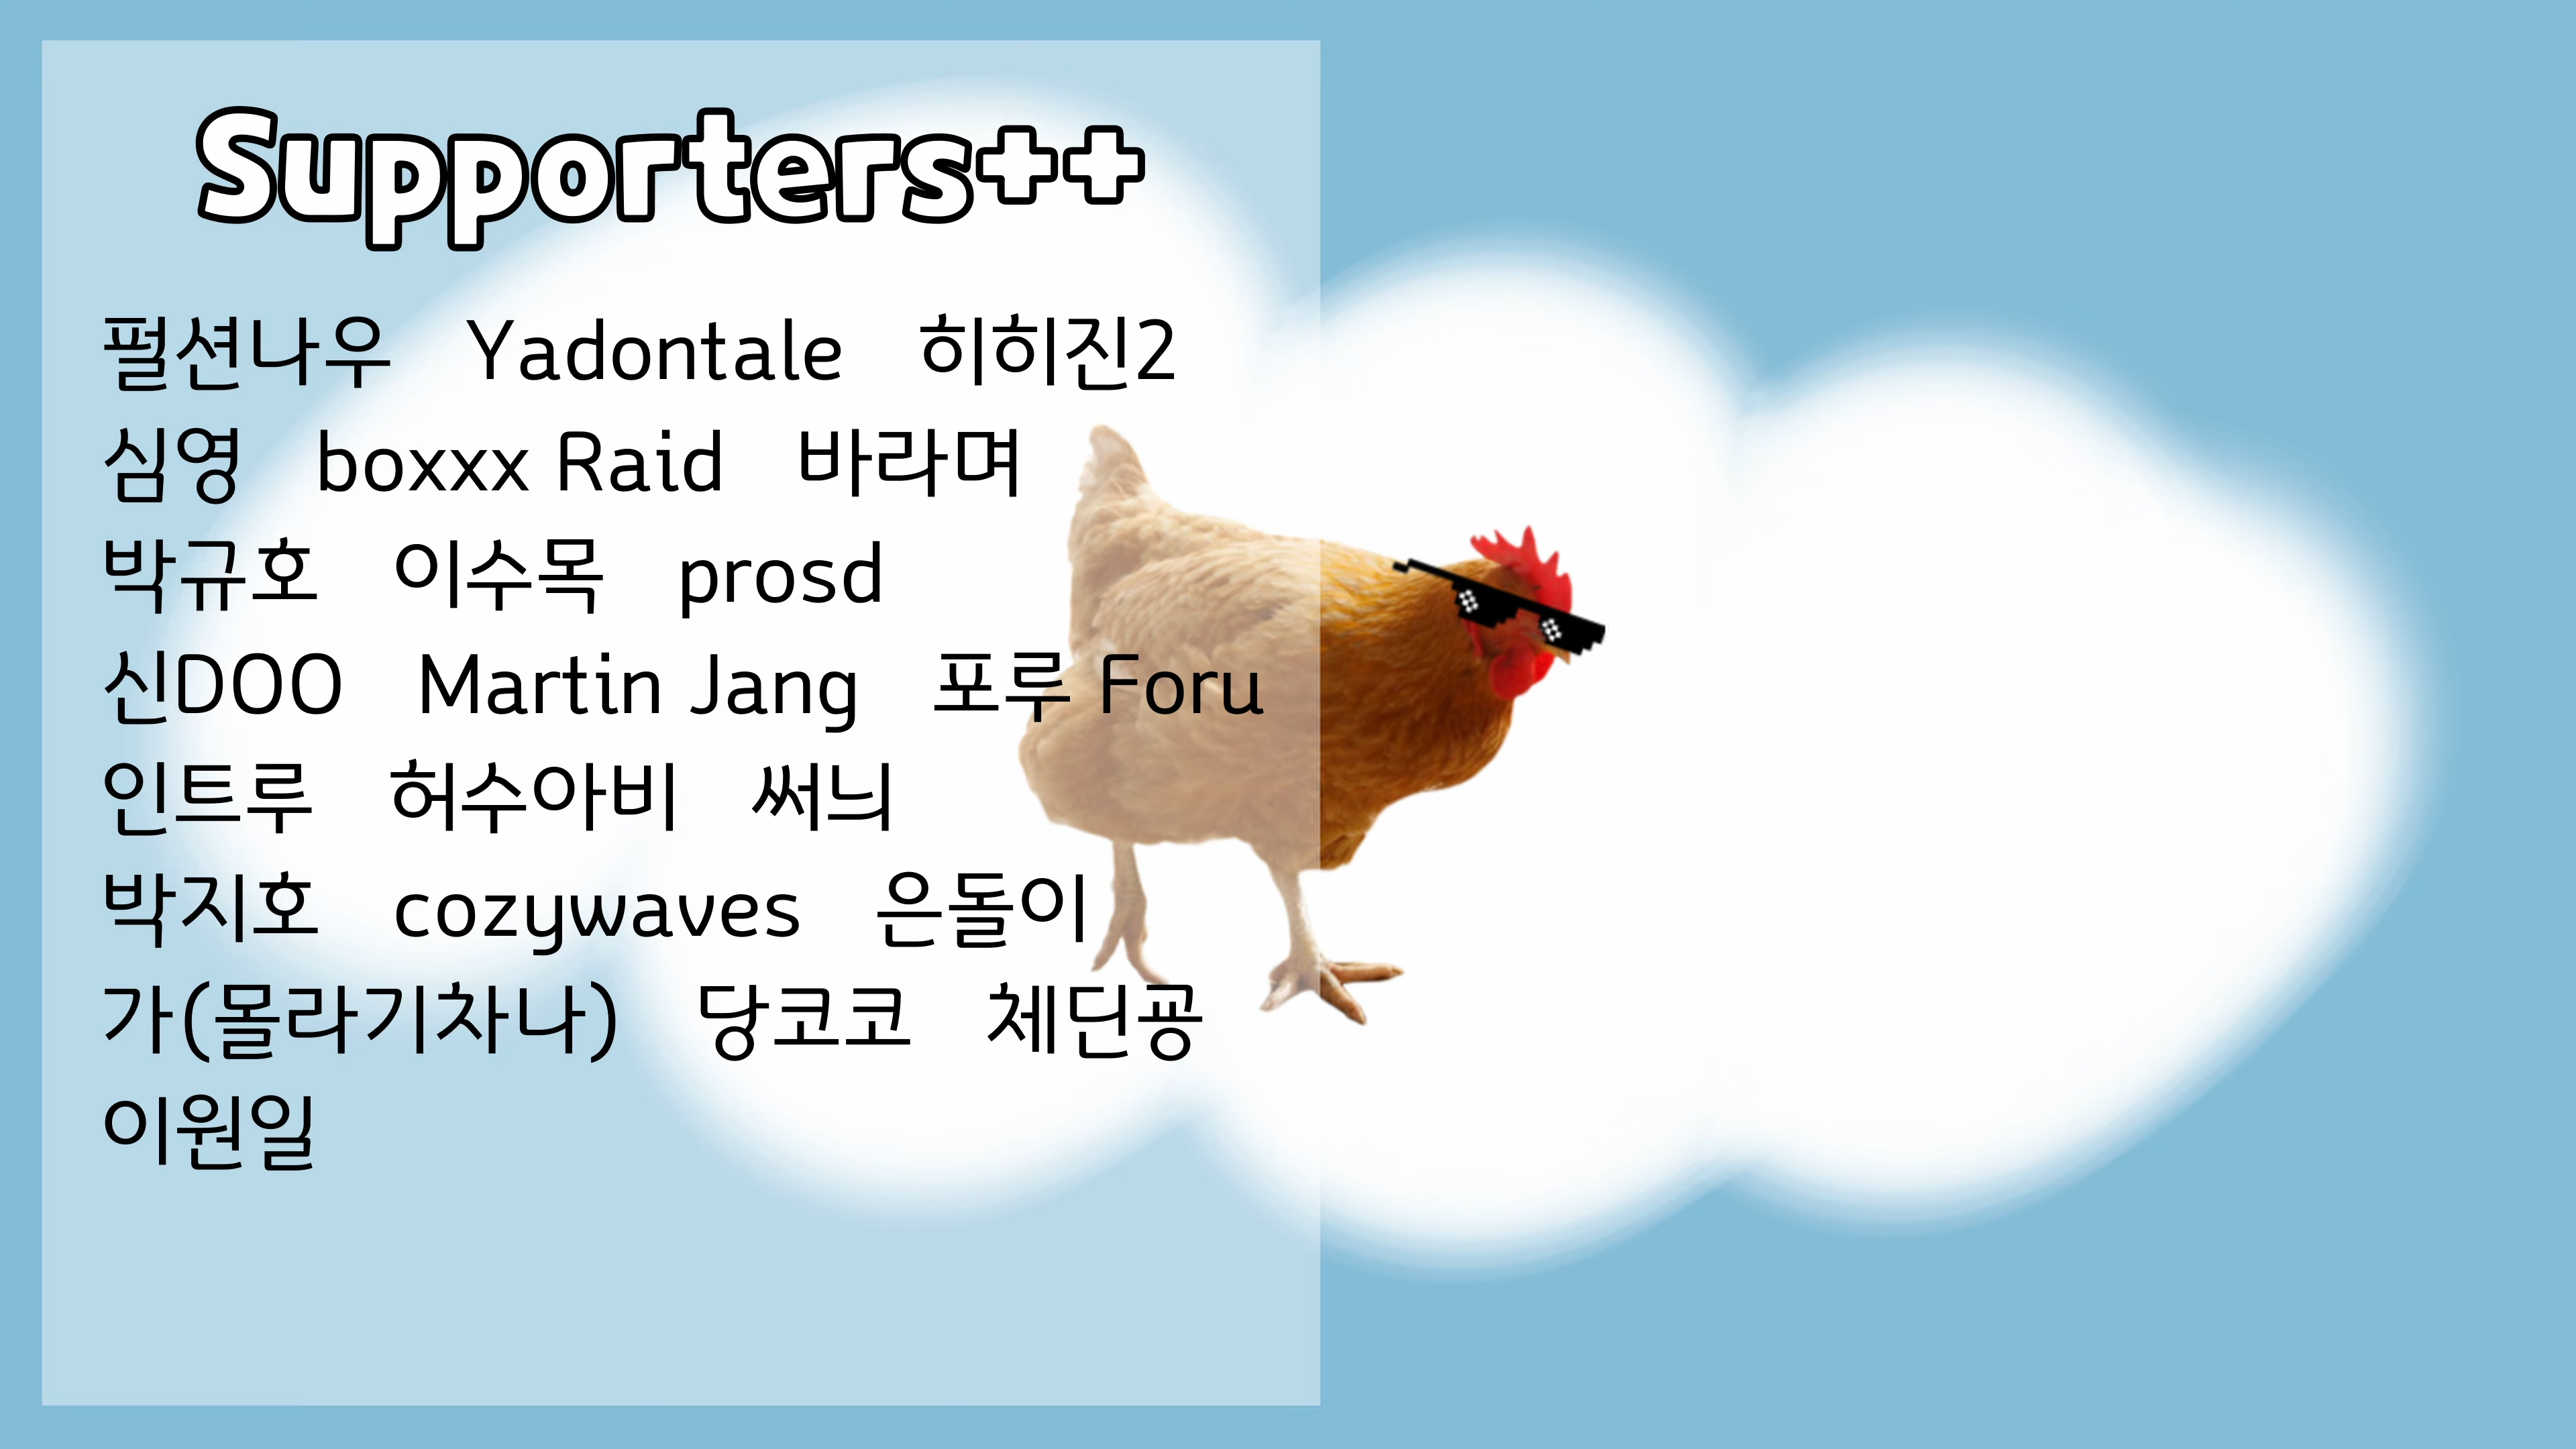 Supporters++
펄션나우 Yadontale 히히진2
심영 boxxx Raid 바라며
박규호 이수목 prosd
신DOO Martin Jang 포루 Foru
인트루 허수아비 써늬
박지호 cozywaves 은돌이
가(몰라기차나) 당코코 체딘푱
이원일